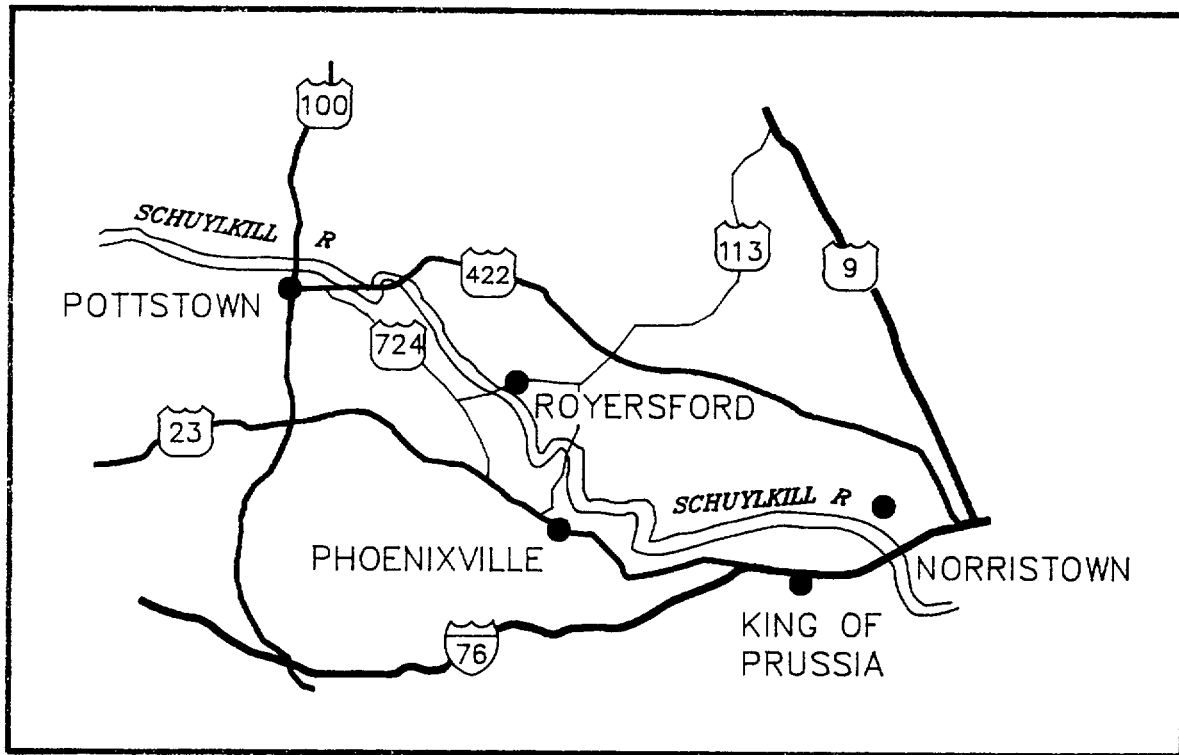 100
SCHUYLKILL R
113
422
9
POTTSTOWN
724
ROYERSFORD
23
SCHUYLKILL R
PHOENIXVILLE
NORRISTOWN
KING OF
PRUSSIA
76